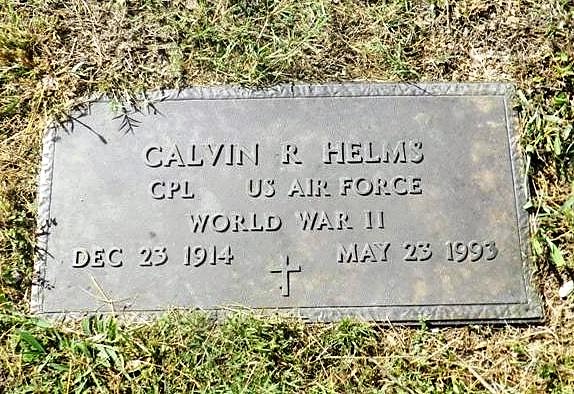 CALVIN R HELMS
CPL US AIR FORCE
WORLD WAR II
DEC 23 1914 MAY 23 1993